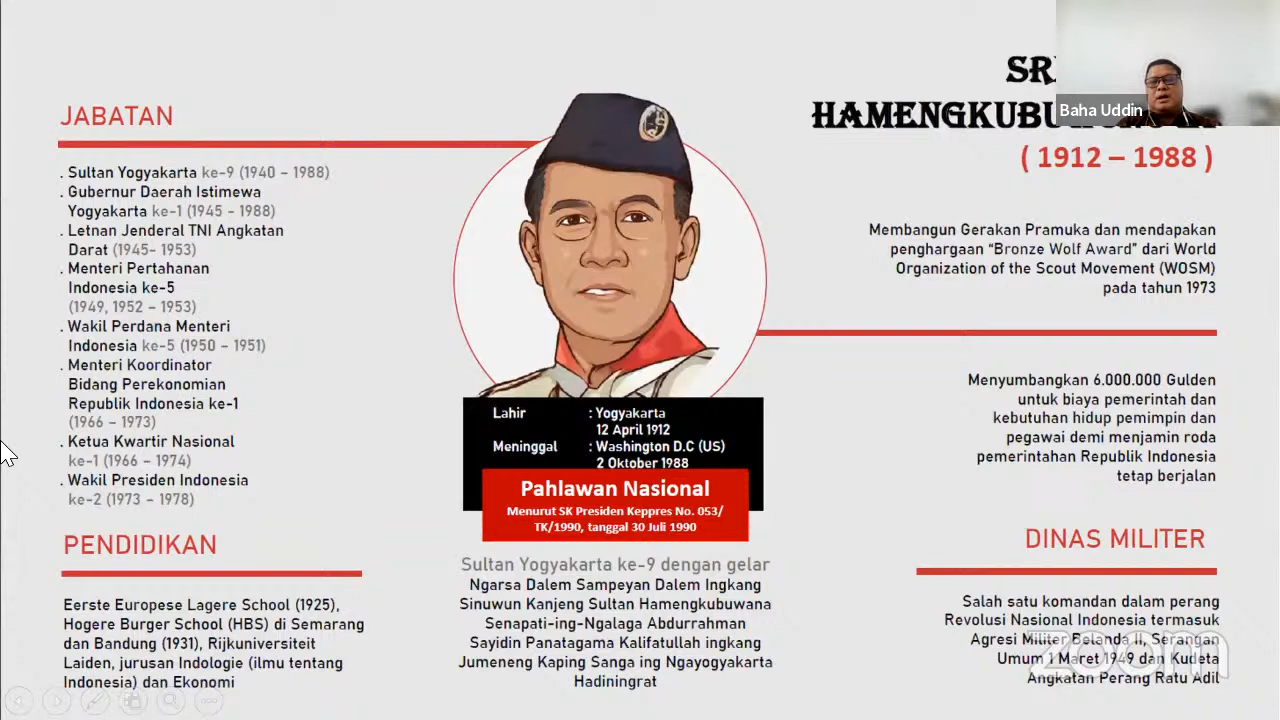 SRI
HAMENGKUBU
( 1912 – 1988 )
Baha Uddin
JABATAN
. Sultan Yogyakarta ke-9 (1940 – 1988)
. Gubernur Daerah Istimewa
Yogyakarta ke-1 (1945 - 1988)
. Letnan Jenderal TNI Angkatan
Darat (1945- 1953)
. Menteri Pertahanan
Indonesia ke-5
(1949, 1952 – 1953)
. Wakil Perdana Menteri
Indonesia ke-5 (1950 – 1951)
. Menteri Koordinator
Bidang Perekonomian
Republik Indonesia ke-1
(1966 – 1973)
. Ketua Kwartir Nasional
ke-1 (1966 – 1974)
. Wakil Presiden Indonesia
ke-2 (1973 – 1978)
PENDIDIKAN
Eerste Europese Lagere School (1925),
Hogere Burger School (HBS) di Semarang
dan Bandung (1931), Rijkuniversiteit
Laiden, jurusan Indologie (ilmu tentang
Indonesia) dan Ekonomi
Lahir : Yogyakarta
12 April 1912
Meninggal : Washington D.C (US)
2 Oktober 1988
Pahlawan Nasional
Menurut SK Presiden Keppres No. 053/
TK/1990, tanggal 30 Juli 1990
Sultan Yogyakarta ke-9 dengan gelar
Ngarsa Dalem Sampeyan Dalem Ingkang
Sinuwun Kanjeng Sultan Hamengkubuwana
Senapati-ing-Ngalaga Abdurrahman
Sayidin Panatagama Kalifatullah ingkang
Jumeneng Kaping Sanga ing Ngayogyakarta
Hadiningrat
Membangun Gerakan Pramuka dan mendapakan
penghargaan “Bronze Wolf Award” dari World
Organization of the Scout Movement (WOSM)
pada tahun 1973
Menyumbangkan 6.000.000 Gulden
untuk biaya pemerintah dan
kebutuhan hidup pemimpin dan
pegawai demi menjamin roda
pemerintahan Republik Indonesia
tetap berjalan
DINAS MILITER
Salah satu komandan dalam perang
Revolusi Nasional Indonesia termasuk
Agresi Militer Belanda II, Serangan
Umum 1 Maret 1949 dan Kudeta
Angkatan Perang Ratu Adil
zoom